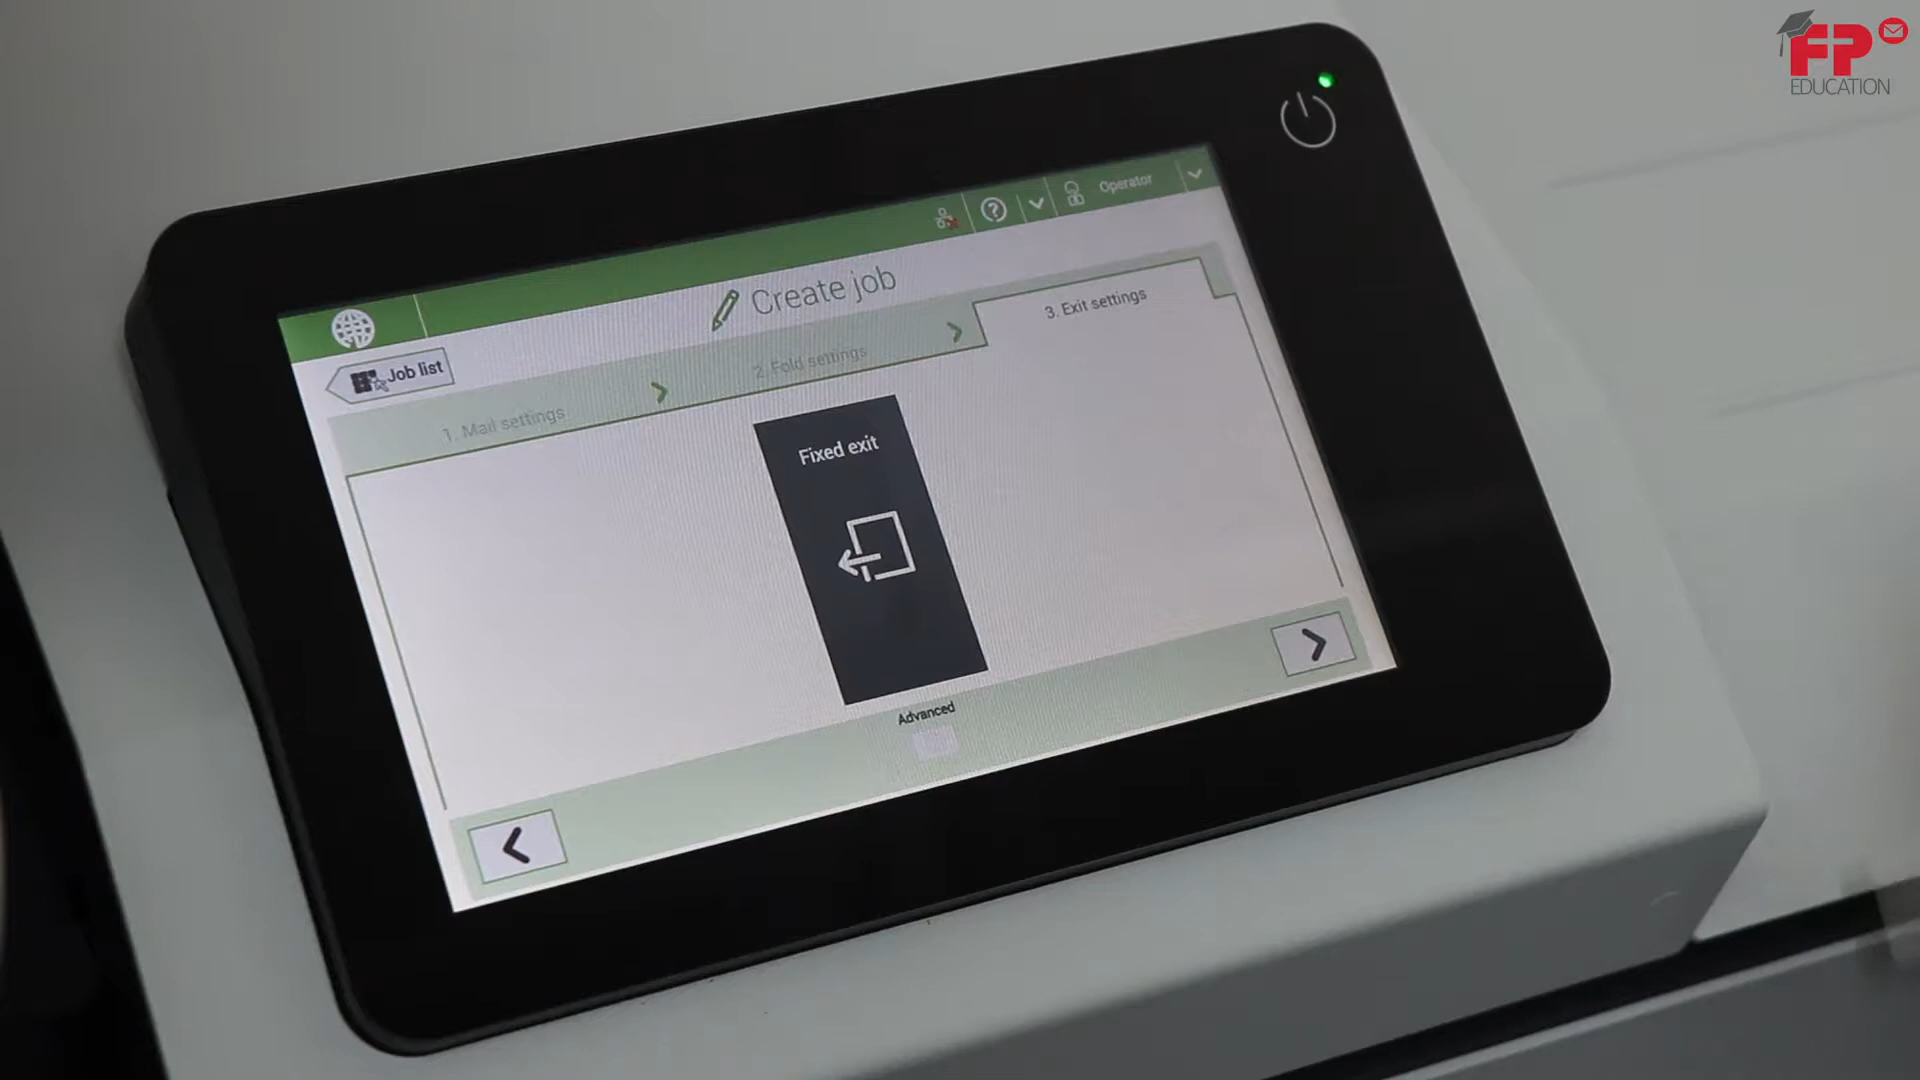 FP
EDUCATION
Operator
Create job
Job list
1. Mail settings
2. Fold settings
3. Exit settings
Fixed exit
Advanced